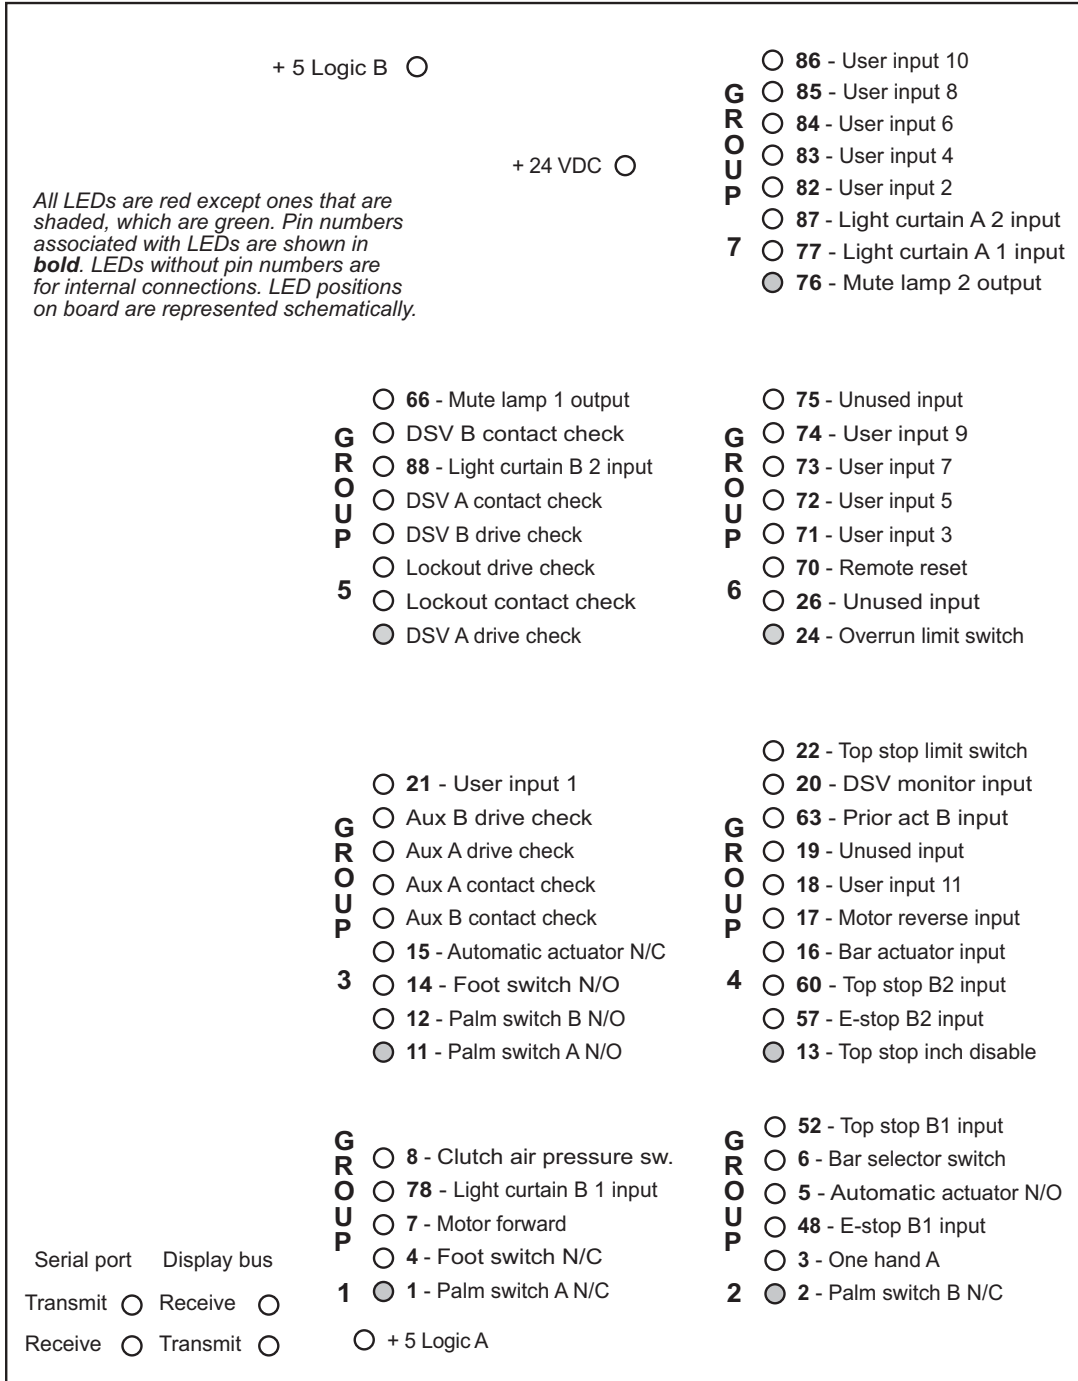 + 5 Logic B
+ 24 VDC
All LEDs are red except ones that are
shaded, which are green. Pin numbers
associated with LEDs are shown in
bold. LEDs without pin numbers are
for internal connections. LED positions
on board are represented schematically.
GROUP 7
86 - User input 10
85 - User input 8
84 - User input 6
83 - User input 4
82 - User input 2
87 - Light curtain A 2 input
77 - Light curtain A 1 input
76 - Mute lamp 2 output
GROUP 5
66 - Mute lamp 1 output
DSV B contact check
88 - Light curtain B 2 input
DSV A contact check
DSV B drive check
Lockout drive check
Lockout contact check
DSV A drive check
GROUP 6
75 - Unused input
74 - User input 9
73 - User input 7
72 - User input 5
71 - User input 3
70 - Remote reset
26 - Unused input
24 - Overrun limit switch
GROUP 3
21 - User input 1
Aux B drive check
Aux A drive check
Aux A contact check
Aux B contact check
15 - Automatic actuator N/C
14 - Foot switch N/O
12 - Palm switch B N/O
11 - Palm switch A N/O
GROUP 4
22 - Top stop limit switch
20 - DSV monitor input
63 - Prior act B input
19 - Unused input
18 - User input 11
17 - Motor reverse input
16 - Bar actuator input
60 - Top stop B2 input
57 - E-stop B2 input
13 - Top stop inch disable
GROUP 1
8 - Clutch air pressure sw.
78 - Light curtain B 1 input
7 - Motor forward
4 - Foot switch N/C
1 - Palm switch A N/C
+ 5 Logic A
GROUP 2
52 - Top stop B1 input
6 - Bar selector switch
5 - Automatic actuator N/O
48 - E-stop B1 input
3 - One hand A
2 - Palm switch B N/C
Serial port Display bus
Transmit Receive
Receive Transmit